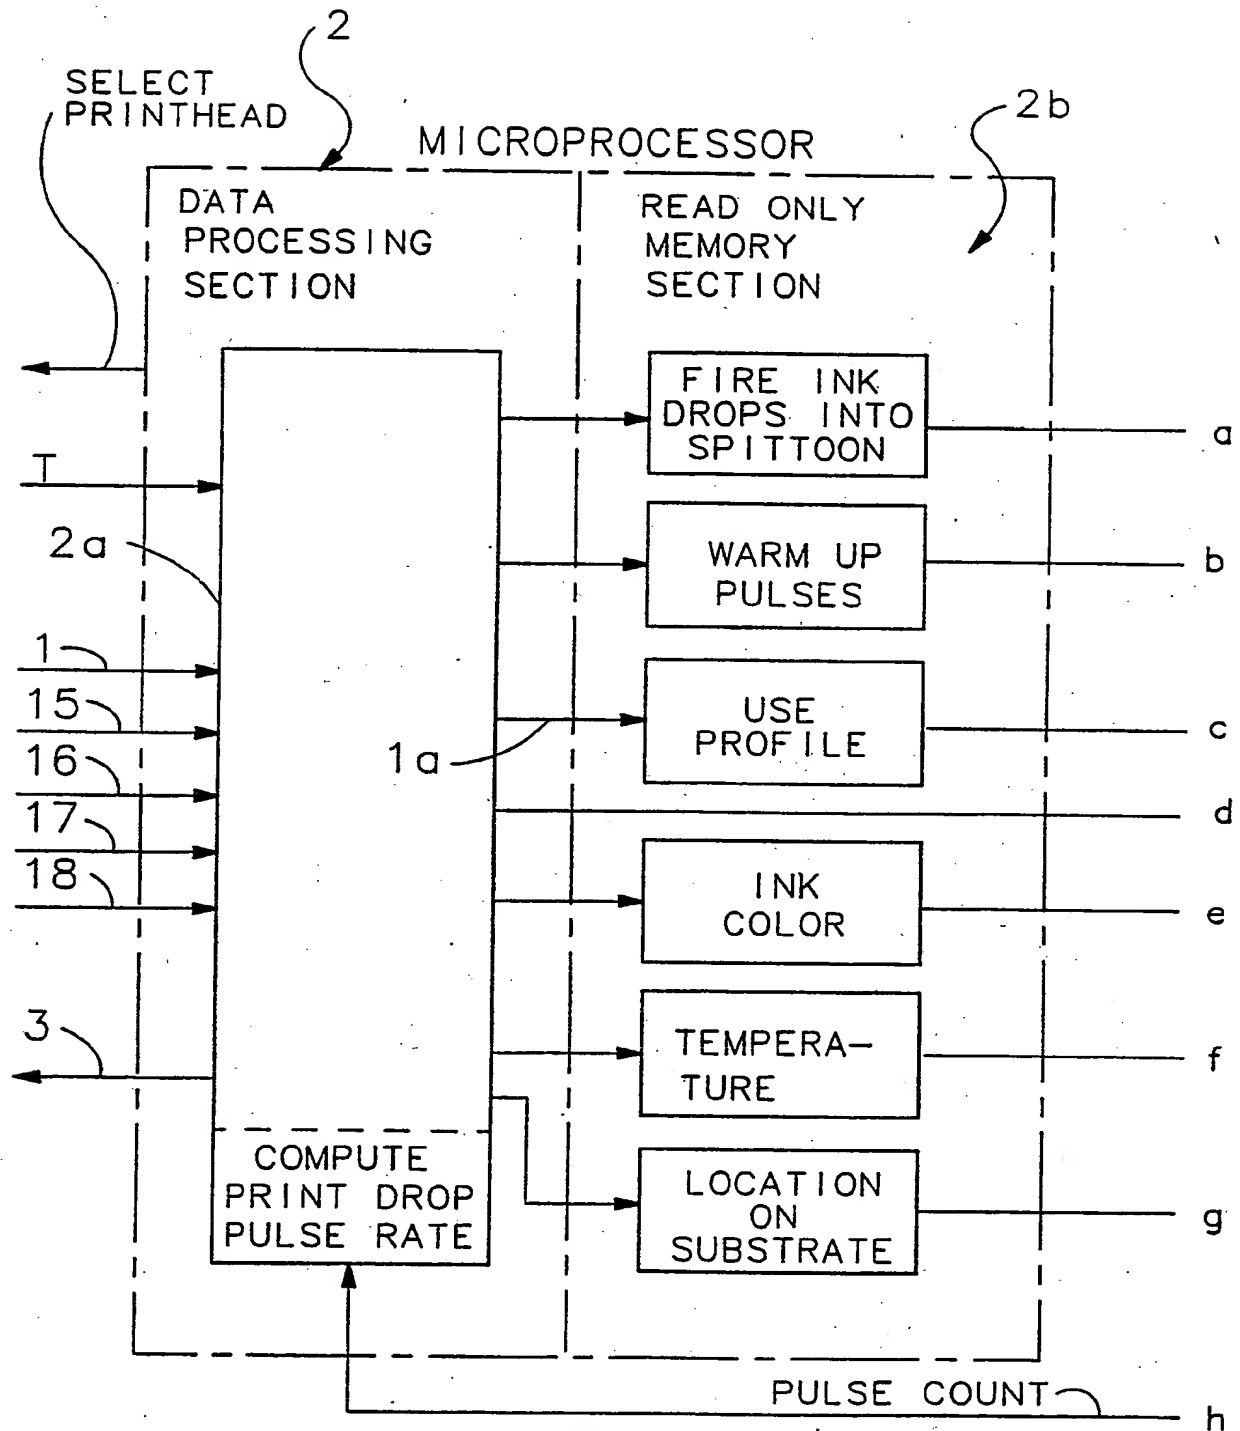 2
SELECT
PRINTHEAD
2b
MICROPROCESSOR
DATA
PROCESSING
SECTION
READ ONLY
MEMORY
SECTION
FIRE INK
DROPS INTO
SPITTOON
a
T
2a
WARM UP
PULSES
b
1
15
USE
PROFILE
c
1a
16
d
17
18
INK
COLOR
e
3
TEMPERA-
TURE
f
COMPUTE
PRINT DROP
PULSE RATE
LOCATION
ON
SUBSTRATE
g
PULSE COUNT
h